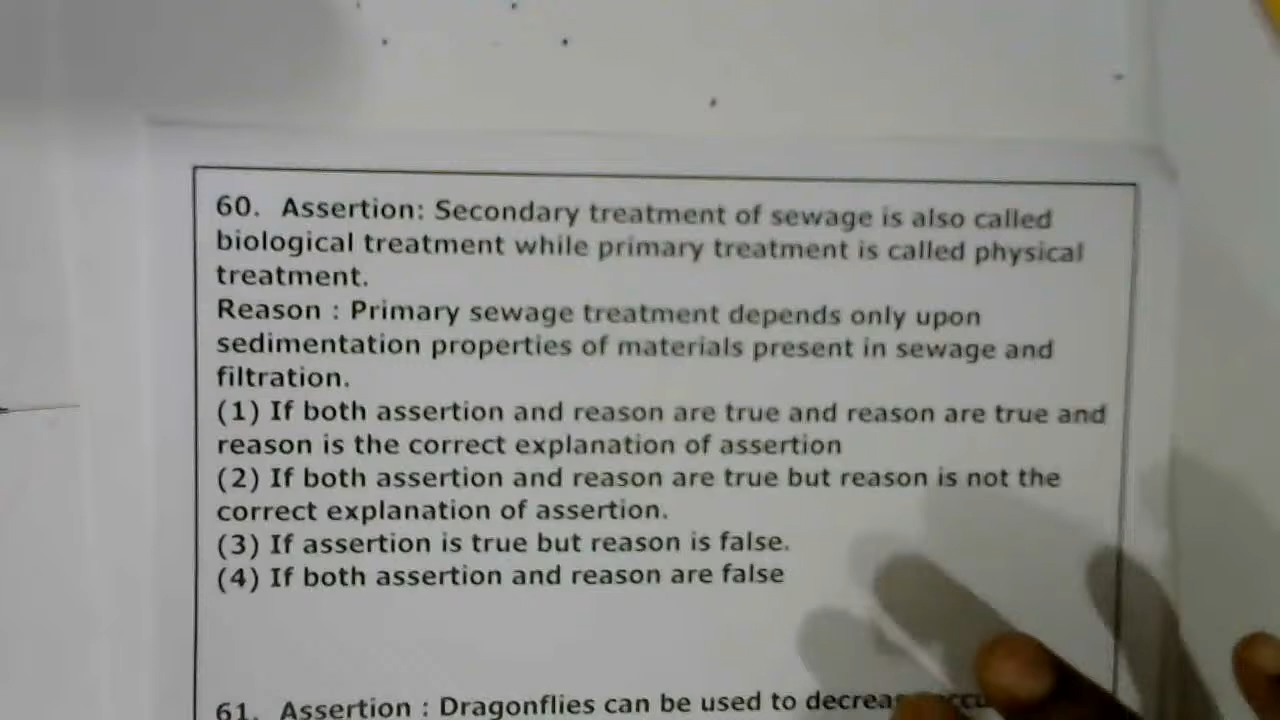 60. Assertion: Secondary treatment of sewage is also called
biological treatment while primary treatment is called physical
treatment.
Reason : Primary sewage treatment depends only upon
sedimentation properties of materials present in sewage and
filtration.
(1) If both assertion and reason are true and reason are true and
reason is the correct explanation of assertion
(2) If both assertion and reason are true but reason is not the
correct explanation of assertion.
(3) If assertion is true but reason is false.
(4) If both assertion and reason are false
61. Assertion : Dragonflies can be used to